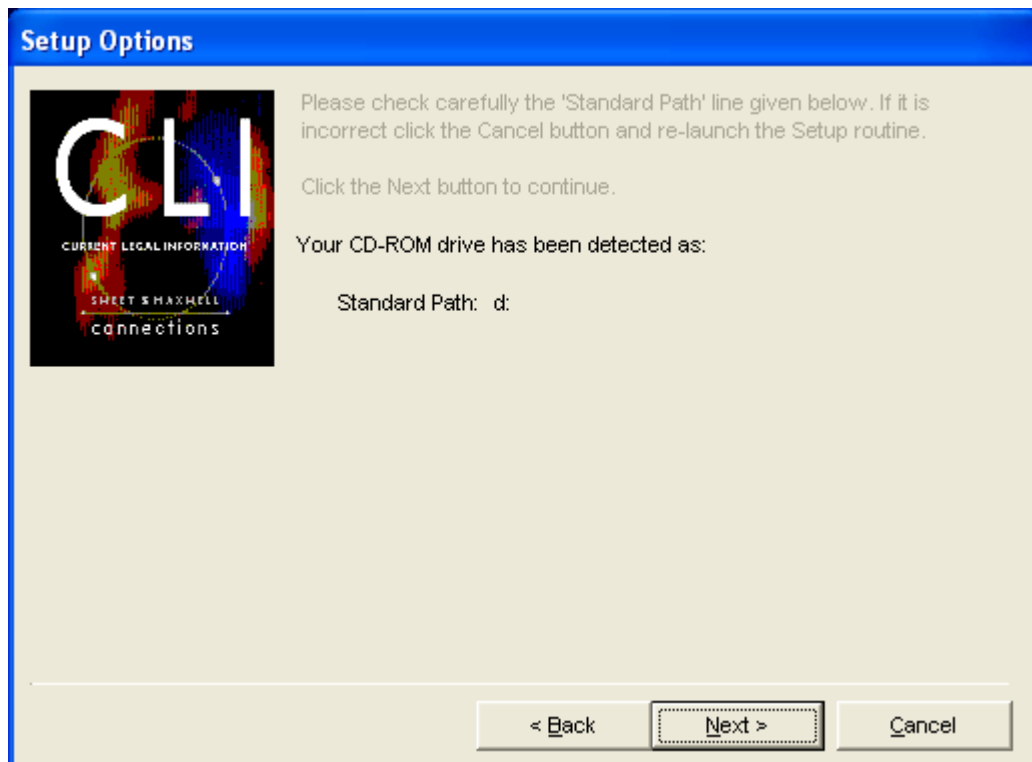 Setup Options
CLI
CURRENT LEGAL INFORMATION
SWEET & MAXWELL
connections
Please check carefully the 'Standard Path' line given below. If it is
incorrect click the Cancel button and re-launch the Setup routine.
Click the Next button to continue.
Your CD-ROM drive has been detected as:
Standard Path: d:
< Back
Next >
Cancel